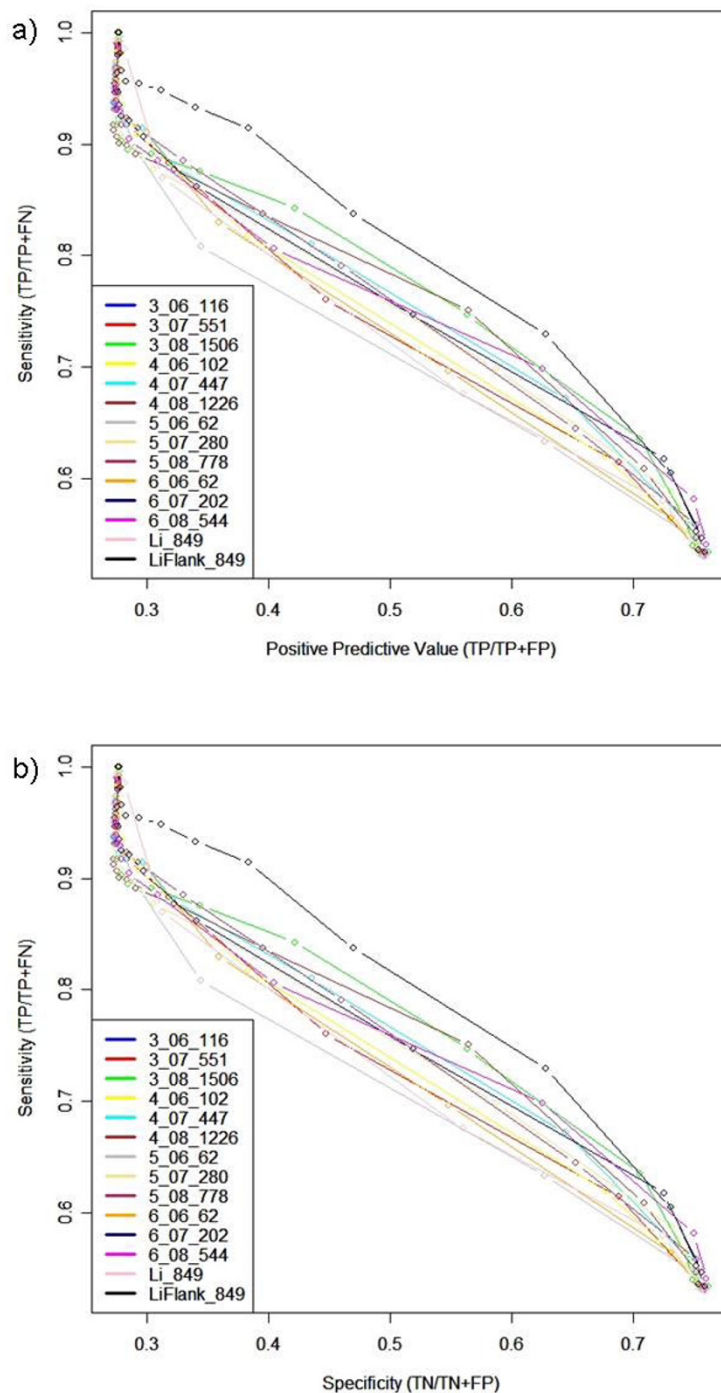 a)
Sensitivity (TP/TP+FN)
1.0
0.9
0.8
0.7
0.6
3_06_116
3_07_551
3_08_1506
4_06_102
4_07_447
4_08_1226
5_06_62
5_07_280
5_08_778
6_06_62
6_07_202
6_08_544
Li_849
LiFlank_849
0.3 0.4 0.5 0.6 0.7
Positive Predictive Value (TP/TP+FP)
b)
Sensitivity (TP/TP+FN)
1.0
0.9
0.8
0.7
0.6
3_06_116
3_07_551
3_08_1506
4_06_102
4_07_447
4_08_1226
5_06_62
5_07_280
5_08_778
6_06_62
6_07_202
6_08_544
Li_849
LiFlank_849
0.3 0.4 0.5 0.6 0.7
Specificity (TN/TN+FP)